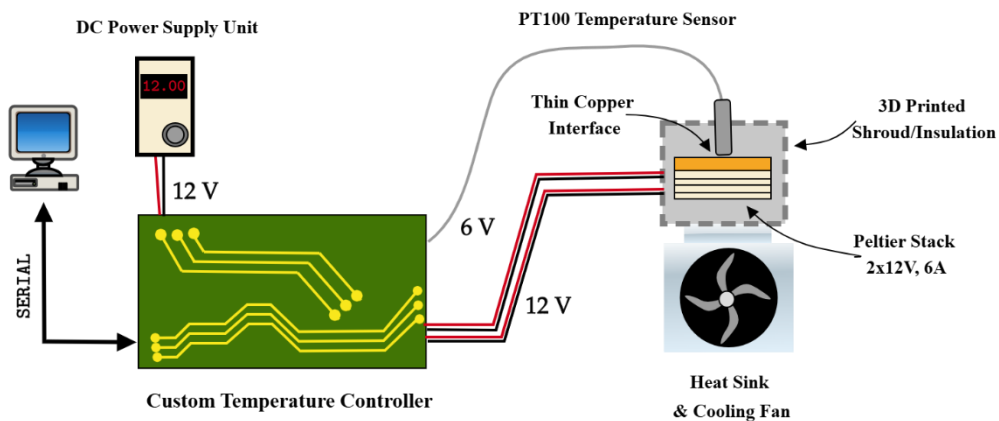 DC Power Supply Unit
PT100 Temperature Sensor
12.00
Thin Copper
Interface
3D Printed
Shroud/Insulation
12 V
6 V
SERIAL
12 V
Peltier Stack
2x12V, 6A
Custom Temperature Controller
Heat Sink
& Cooling Fan